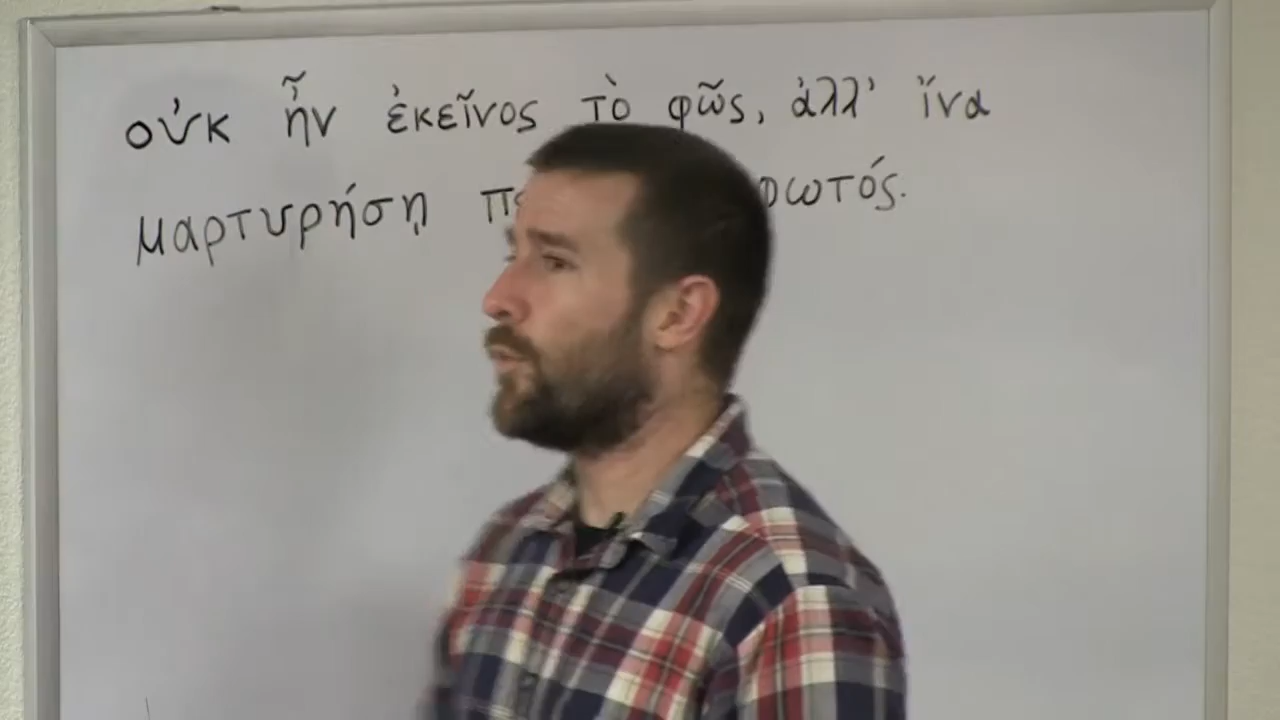 οὐκ ἦν ἐκεῖνος τὸ φῶς, ἀλλ' ἵνα
μαρτυρήσῃ